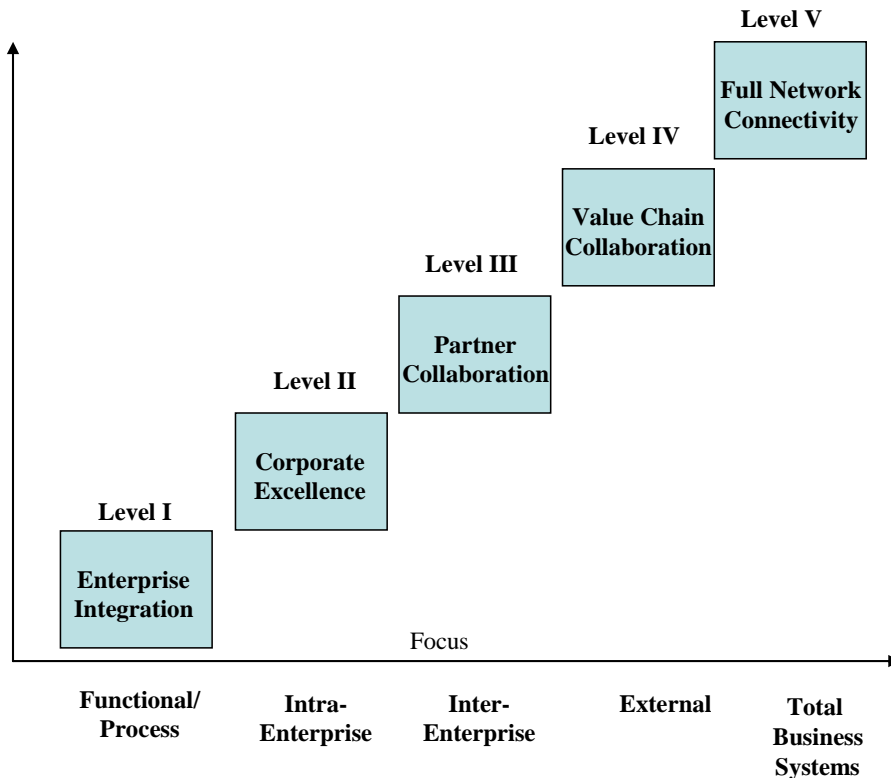 Level V
Full Network
Connectivity
Level IV
Value Chain
Collaboration
Level III
Partner
Collaboration
Level II
Corporate
Excellence
Level I
Enterprise
Integration
Focus
Functional/
Process
Intra-
Enterprise
Inter-
Enterprise
External
Total
Business
Systems